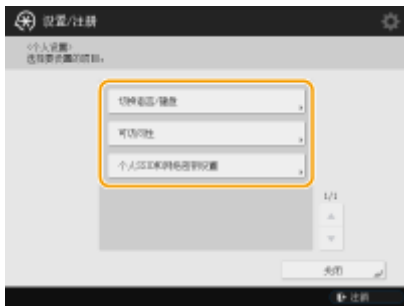 设置/注册
<个人设置>
选择要设置的项目。
切换语言/键盘
可访问性
个人SSID和网络密钥设置
1/1
关闭
注销